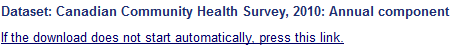 Dataset: Canadian Community Health Survey, 2010: Annual component
If the download does not start automatically, press this link.